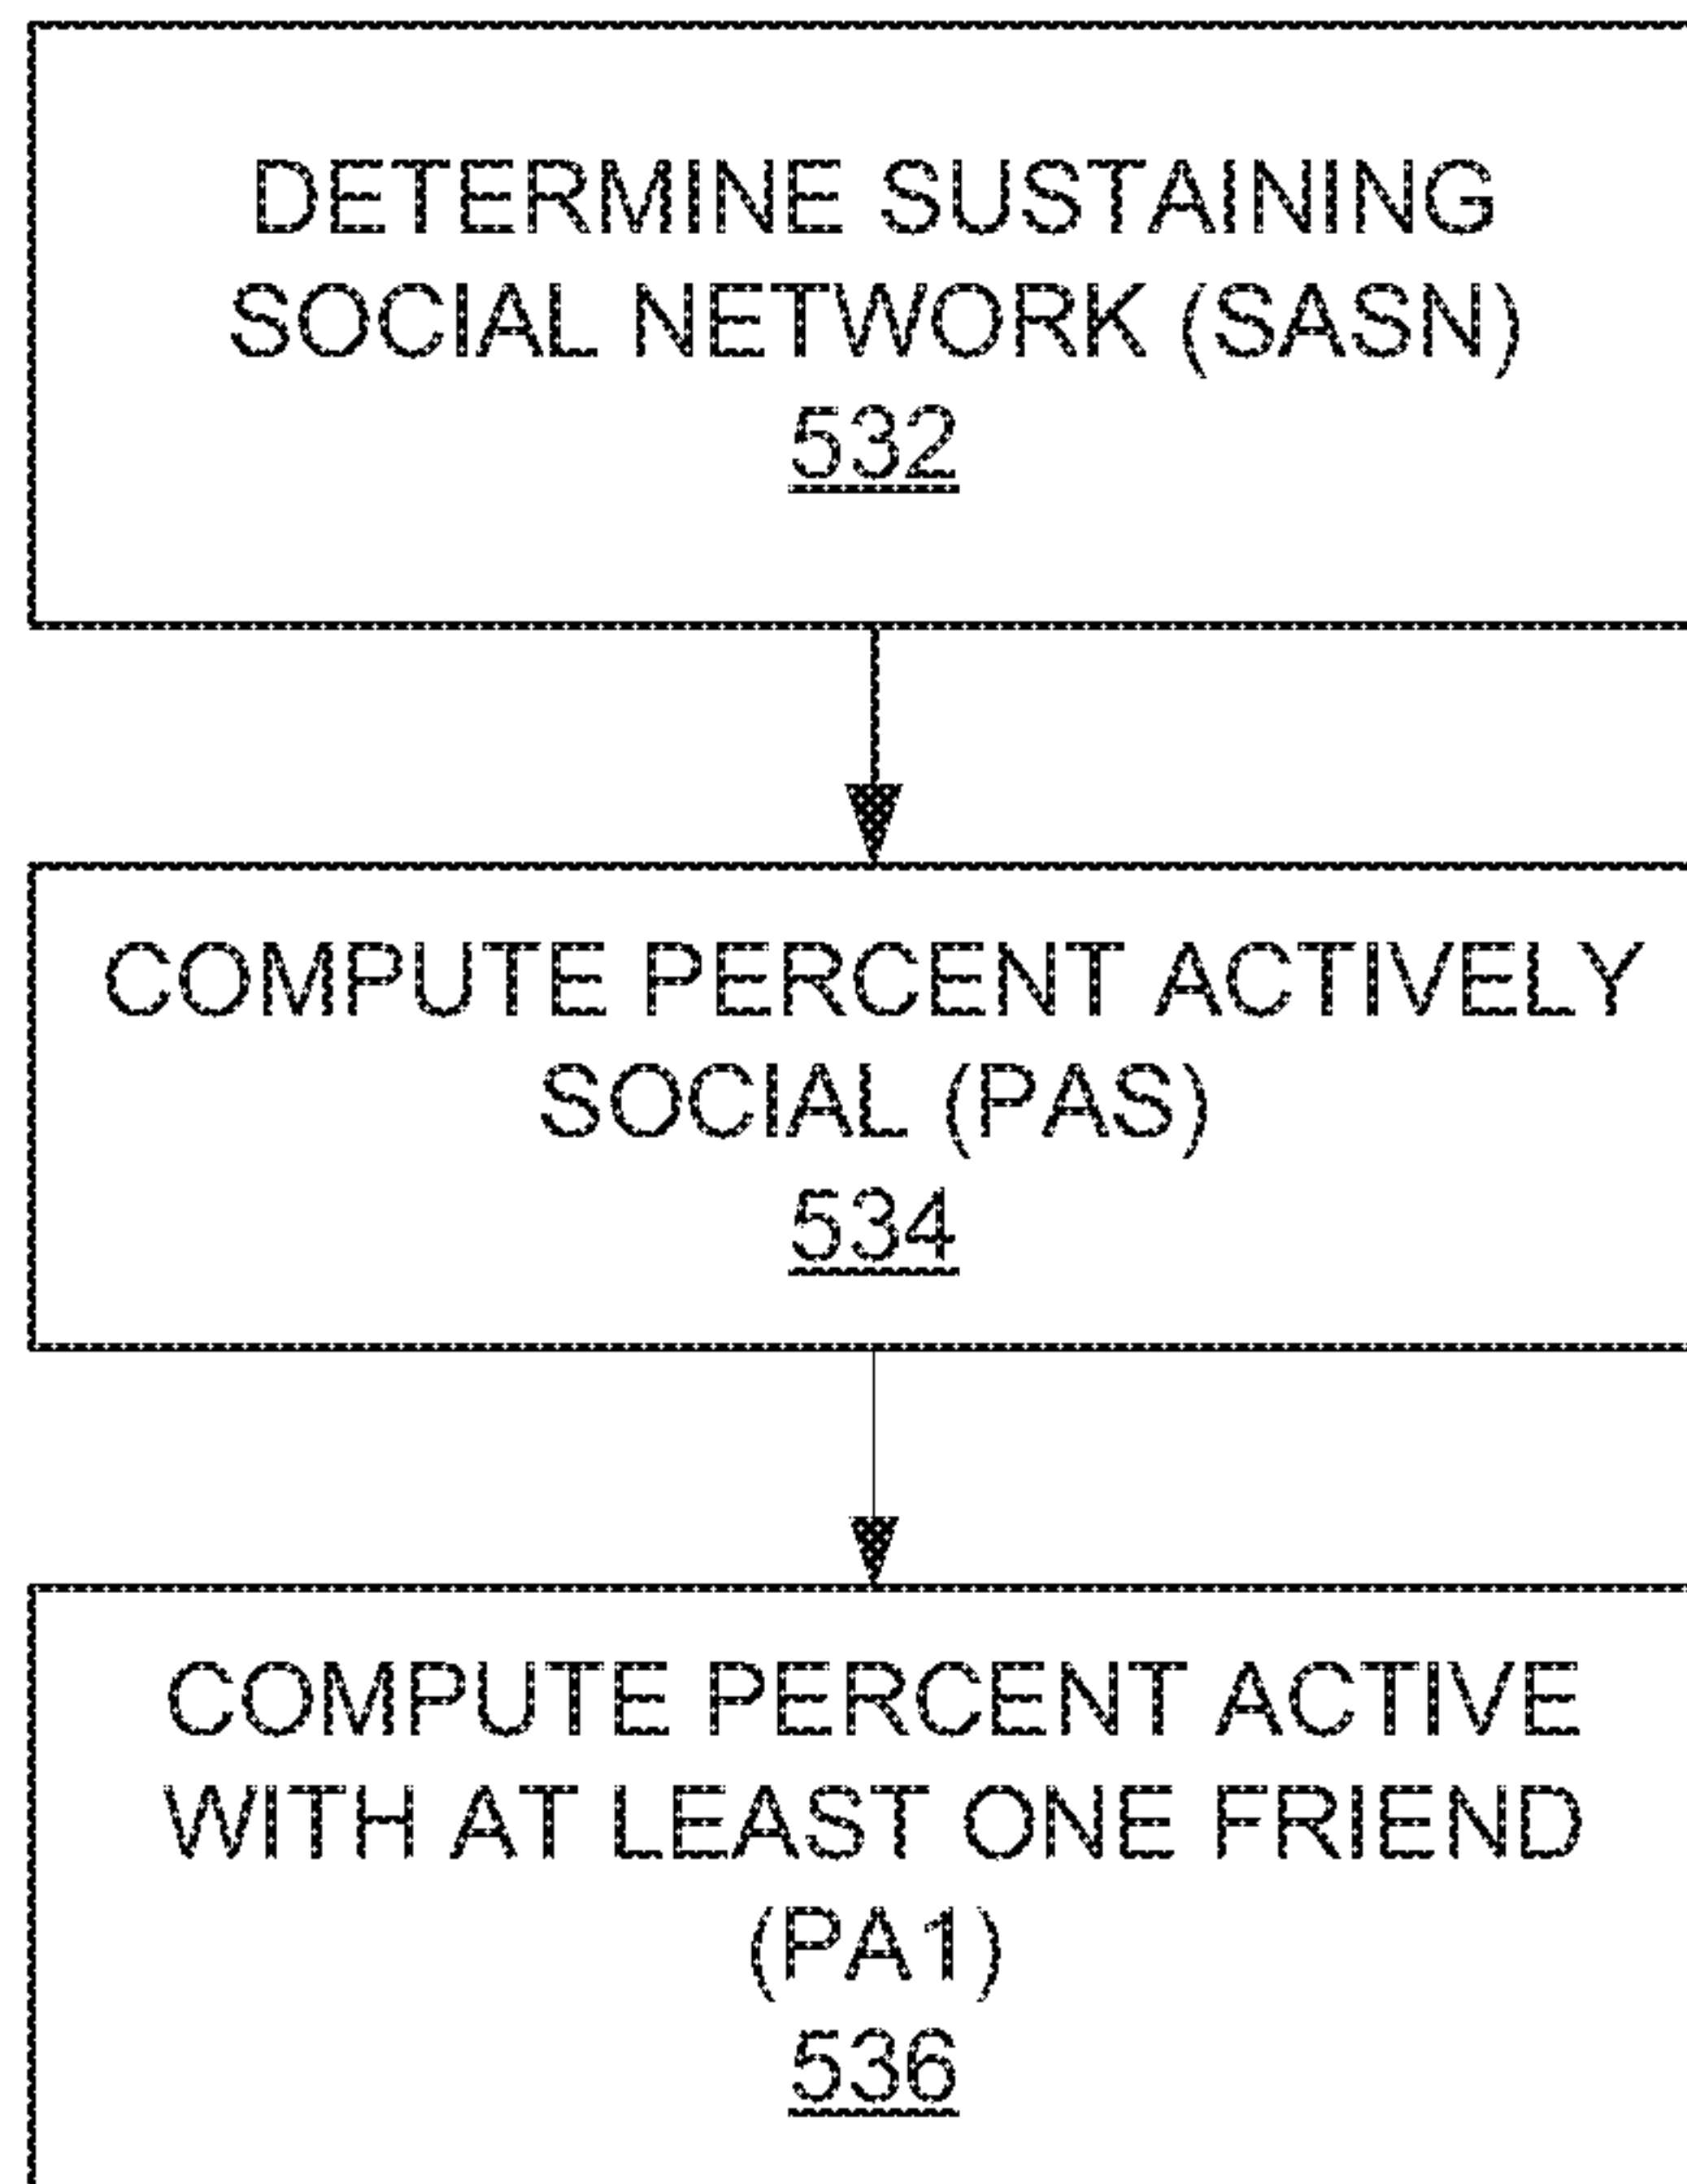 DETERMINE SUSTAINING
SOCIAL NETWORK (SASN)
532
COMPUTE PERCENT ACTIVELY
SOCIAL (PAS)
534
COMPUTE PERCENT ACTIVE
WITH AT LEAST ONE FRIEND
(PA1)
536